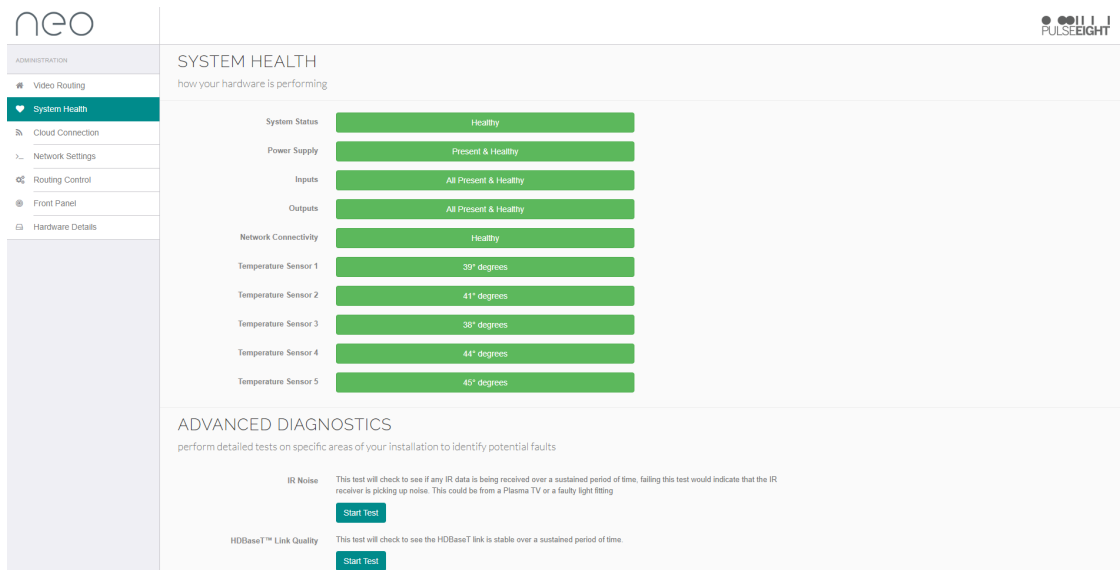 neo
PULSEEIGHT
ADMINISTRATION
Video Routing
System Health
Cloud Connection
Network Settings
Routing Control
Front Panel
Hardware Details
SYSTEM HEALTH
how your hardware is performing
System Status Healthy
Power Supply Present & Healthy
Inputs All Present & Healthy
Outputs All Present & Healthy
Network Connectivity Healthy
Temperature Sensor 1 39° degrees
Temperature Sensor 2 41° degrees
Temperature Sensor 3 38° degrees
Temperature Sensor 4 44° degrees
Temperature Sensor 5 45° degrees
ADVANCED DIAGNOSTICS
perform detailed tests on specific areas of your installation to identify potential faults
IR Noise This test will check to see if any IR data is being received over a sustained period of time, failing this test would indicate that the IR
receiver is picking up noise. This could be from a Plasma TV or a faulty light fitting
Start Test
HDBaseT™ Link Quality This test will check to see the HDBaseT link is stable over a sustained period of time.
Start Test